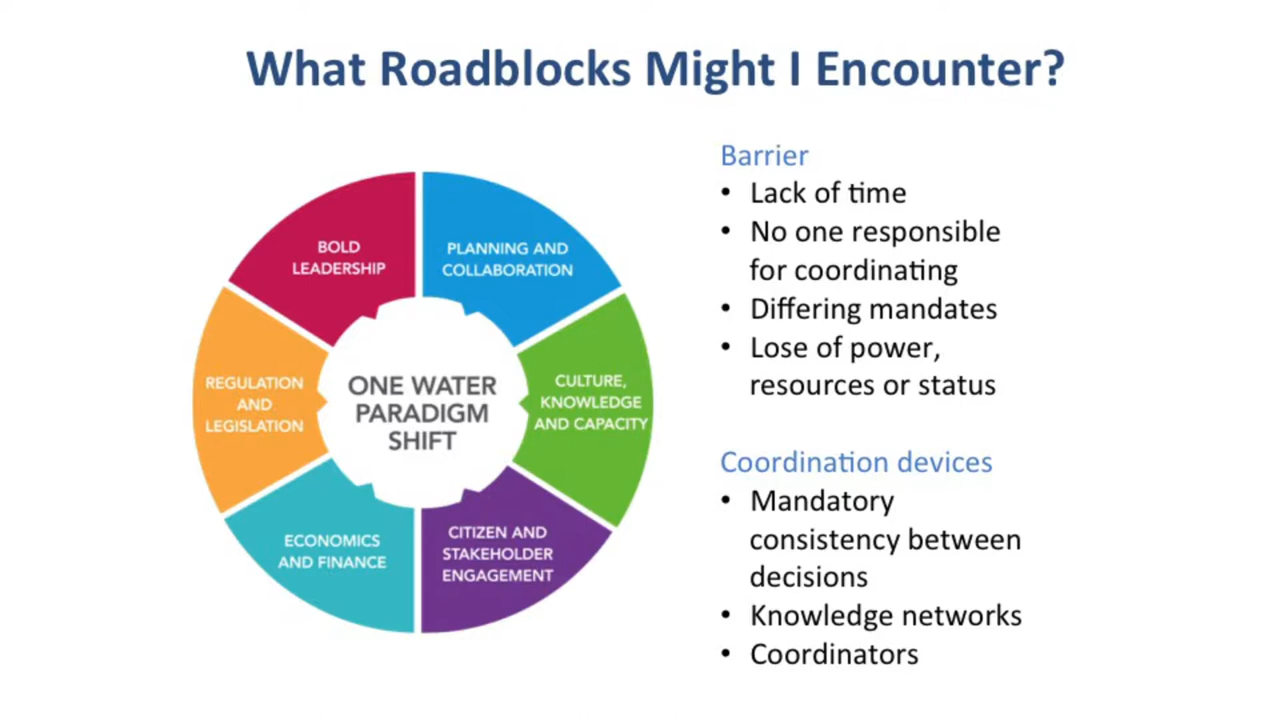 What Roadblocks Might I Encounter?
BOLD
LEADERSHIP
PLANNING AND
COLLABORATION
REGULATION
AND
LEGISLATION
ONE WATER
PARADIGM
SHIFT
CULTURE,
KNOWLEDGE
AND CAPACITY
ECONOMICS
AND FINANCE
CITIZEN AND
STAKEHOLDER
ENGAGEMENT
Barrier
• Lack of time
• No one responsible
for coordinating
• Differing mandates
• Lose of power,
resources or status
Coordination devices
• Mandatory
consistency between
decisions
• Knowledge networks
• Coordinators